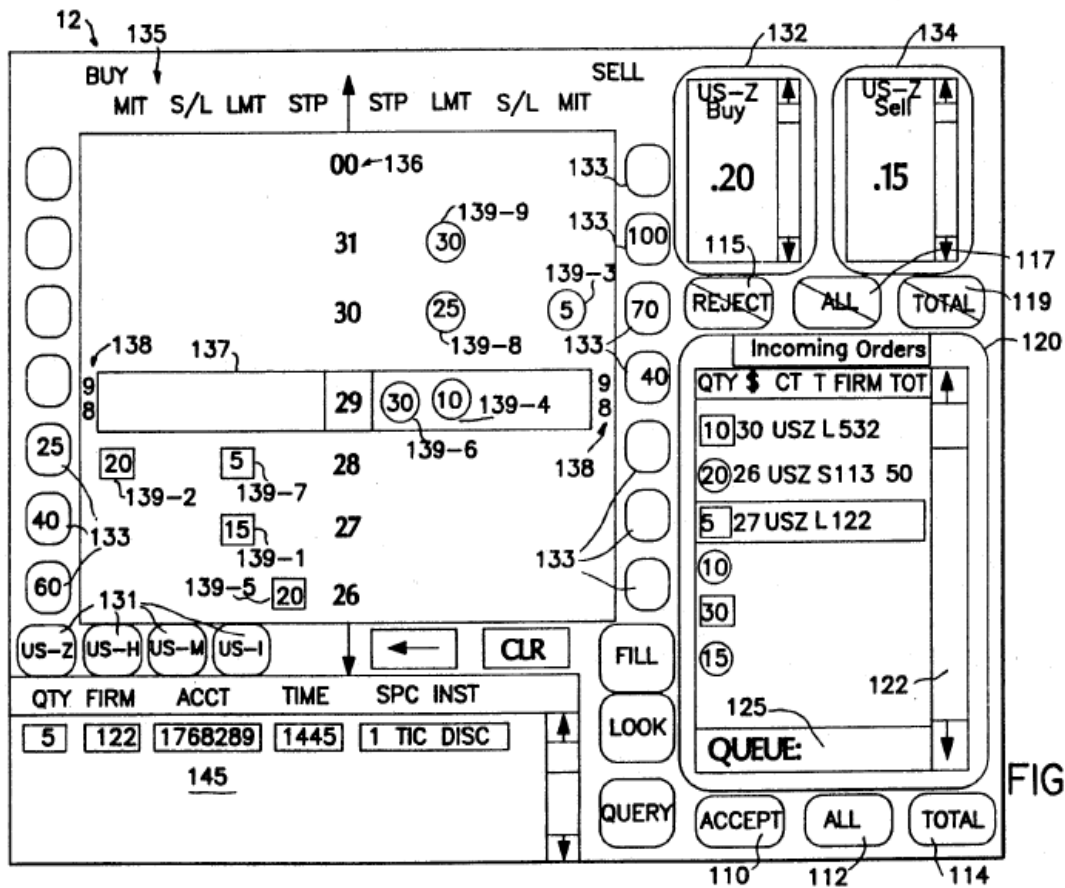 12
135
132
134
BUY
SELL
MIT S/L LMT STP STP LMT S/L MIT
US-Z
Buy
.20
US-Z
Sell
.15
00
136
133
139-9
133
31
30
100
115
117
139-3
30
25
5
70
REJECT
ALL
TOTAL
119
139-8
133
120
138
137
40
Incoming Orders
9
8
29
30
10
139-4
9
8
QTY $ CT T FIRM TOT
139-6
138
10 30 USZ L 532
25
20
5
28
20 26 USZ S113 50
139-2
139-7
40
133
15
27
5 27 USZ L 122
139-1
133
10
60
139-5
20
26
30
131
US-Z
US-H
US-M
US-I
CLR
FILL
15
122
QTY FIRM ACCT TIME SPC INST
5 122 1768289 1445 1 TIC DISC
LOOK
125
QUEUE:
145
FIG
QUERY
ACCEPT
ALL
TOTAL
110
112
114